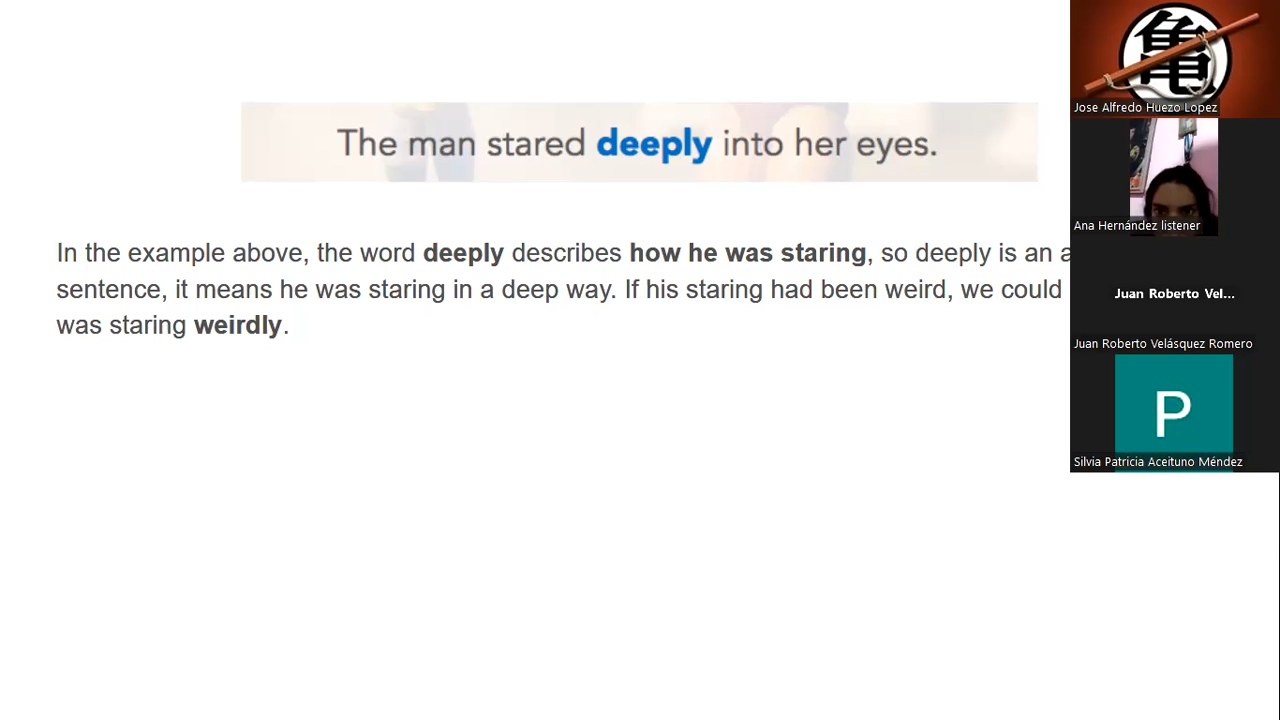 The man stared deeply into her eyes.
In the example above, the word deeply describes how he was staring, so deeply is an a
sentence, it means he was staring in a deep way. If his staring had been weird, we could
was staring weirdly.
亀
Jose Alfredo Huezo Lopez
Ana Hernández listener
Juan Roberto Vel...
Juan Roberto Velásquez Romero
P
Silvia Patricia Aceituno Méndez